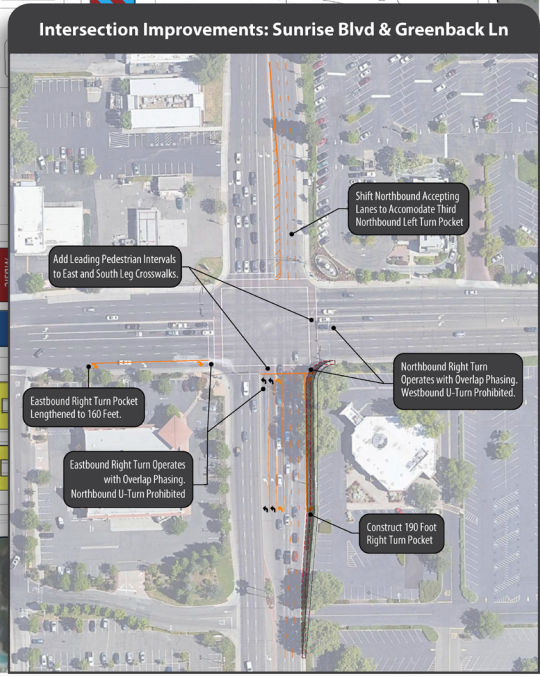 Intersection Improvements: Sunrise Blvd & Greenback Ln
Shift Northbound Accepting
Lanes to Accomodate Third
Northbound Left Turn Pocket
Add Leading Pedestrian Intervals
to East and South Leg Crosswalks.
Northbound Right Turn
Operates with Overlap Phasing.
Westbound U-Turn Prohibited.
Eastbound Right Turn Pocket
Lengthened to 160 Feet.
Eastbound Right Turn Operates
with Overlap Phasing.
Northbound U-Turn Prohibited
Construct 190 Foot
Right Turn Pocket